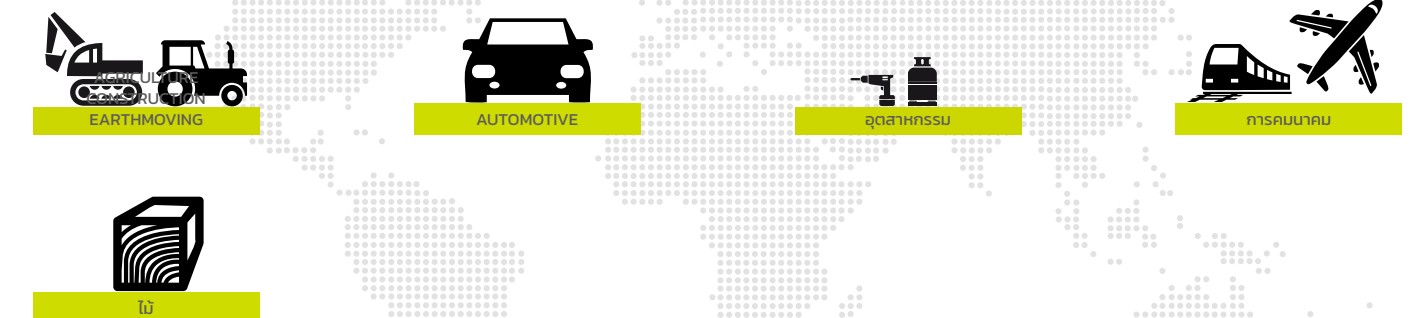 AGRICULTURE
CONSTRUCTION
EARTHMOVING
AUTOMOTIVE
อุตสาหกรรม
การคมนาคม
ไม้